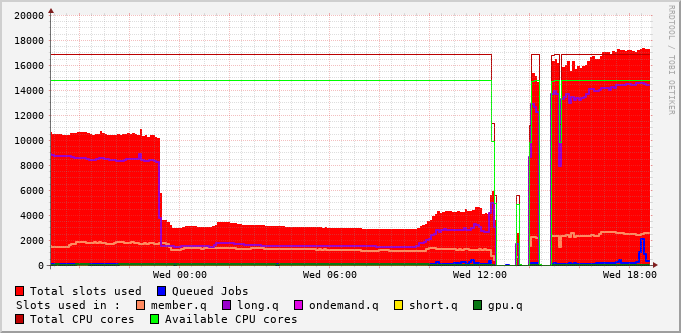 RRDTOOL / TOBI OETIKER
20000
18000
16000
14000
12000
10000
8000
6000
4000
2000
0
Wed 00:00 Wed 06:00 Wed 12:00 Wed 18:00
Total slots used Queued Jobs
Slots used in : member.q long.q ondemand.q short.q gpu.q
Total CPU cores Available CPU cores